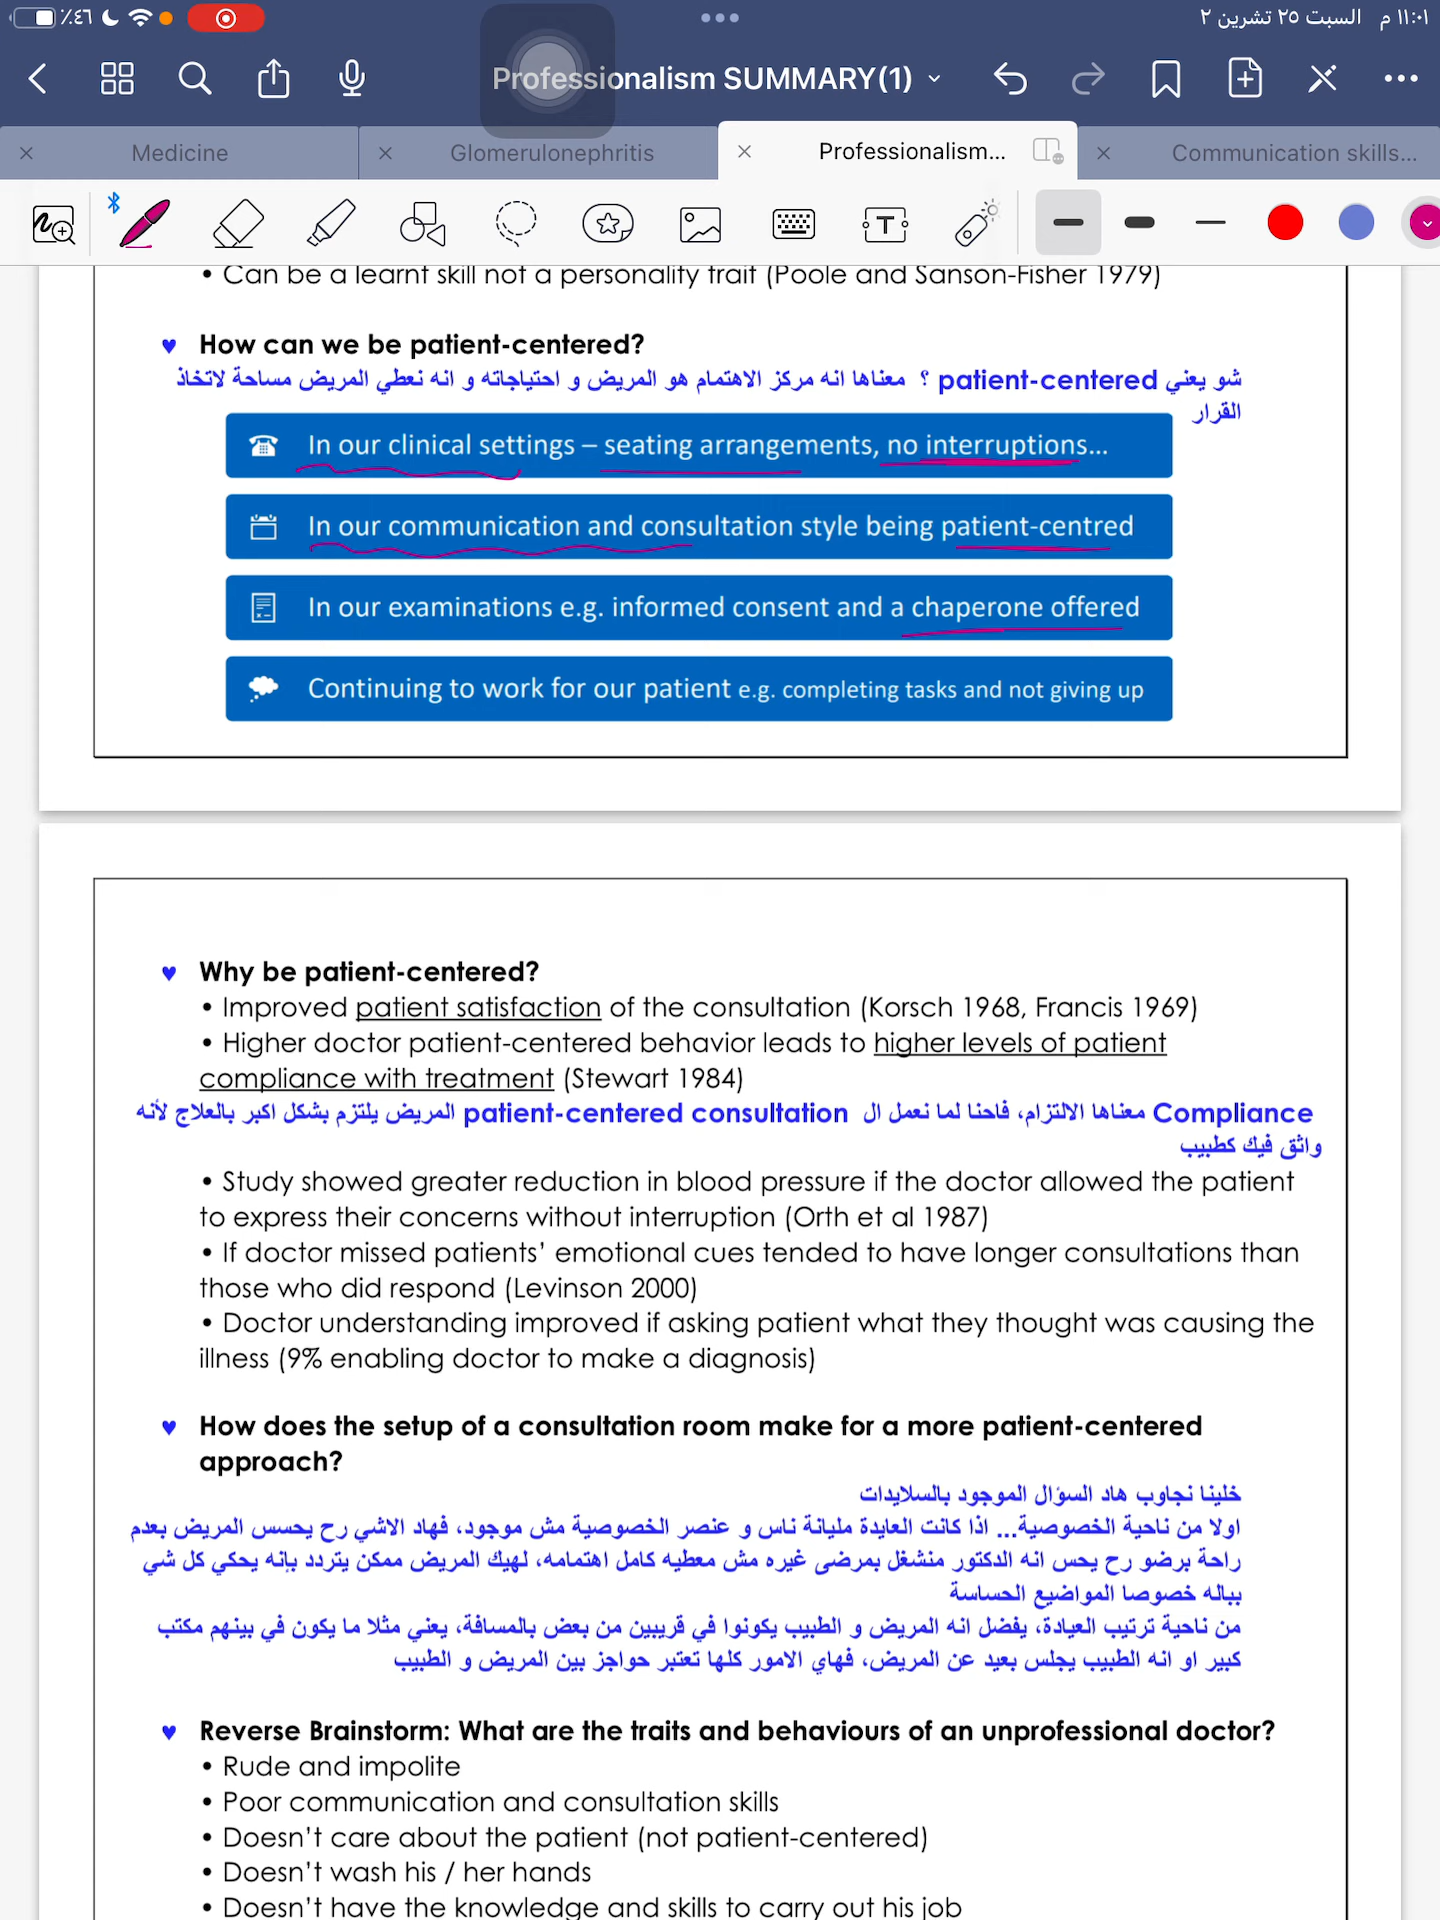 ٪٤٦
١١:٠١ م السبت ٢٥ تشرين ٢
Professionalism SUMMARY(1)
Medicine
Glomerulonephritis
Professionalism...
Communication skills...
T
• Can be a learnt skill not a personality trait (Poole and Sanson-Fisher 1979)
♥ How can we be patient-centered?
شو يعني patient-centered ؟ معناها انه مركز الاهتمام هو المريض و احتياجاته و انه نعطي المريض مساحة لاتخاذ
القرار
In our clinical settings – seating arrangements, no interruptions...
In our communication and consultation style being patient-centred
In our examinations e.g. informed consent and a chaperone offered
Continuing to work for our patient e.g. completing tasks and not giving up
♥ Why be patient-centered?
• Improved patient satisfaction of the consultation (Korsch 1968, Francis 1969)
• Higher doctor patient-centered behavior leads to higher levels of patient
compliance with treatment (Stewart 1984)
Compliance معناها الالتزام، فاحنا لما نعمل ال patient-centered consultation المريض يلتزم بشكل اكبر بالعلاج لأنه
واثق فيك كطبيب
• Study showed greater reduction in blood pressure if the doctor allowed the patient
to express their concerns without interruption (Orth et al 1987)
• If doctor missed patients’ emotional cues tended to have longer consultations than
those who did respond (Levinson 2000)
• Doctor understanding improved if asking patient what they thought was causing the
illness (9% enabling doctor to make a diagnosis)
♥ How does the setup of a consultation room make for a more patient-centered
approach?
خلينا نجاوب هاد السؤال الموجود بالسلايدات
اولا من ناحية الخصوصية... اذا كانت العايدة مليانة ناس و عنصر الخصوصية مش موجود، فهاد الاشي رح يحسس المريض بعدم
راحة برضو رح يحس انه الدكتور منشغل بمرضى غيره مش معطيه كامل اهتمامه، لهيك المريض ممكن يتردد بإنه يحكي كل شي
بباله خصوصا المواضيع الحساسة
من ناحية ترتيب العيادة، يفضل انه المريض و الطبيب يكونوا في قريبين من بعض بالمسافة، يعني مثلا ما يكون في بينهم مكتب
كبير او انه الطبيب يجلس بعيد عن المريض، فهاي الامور كلها تعتبر حواجز بين المريض و الطبيب
♥ Reverse Brainstorm: What are the traits and behaviours of an unprofessional doctor?
• Rude and impolite
• Poor communication and consultation skills
• Doesn’t care about the patient (not patient-centered)
• Doesn’t wash his / her hands
• Doesn’t have the knowledge and skills to carry out his job